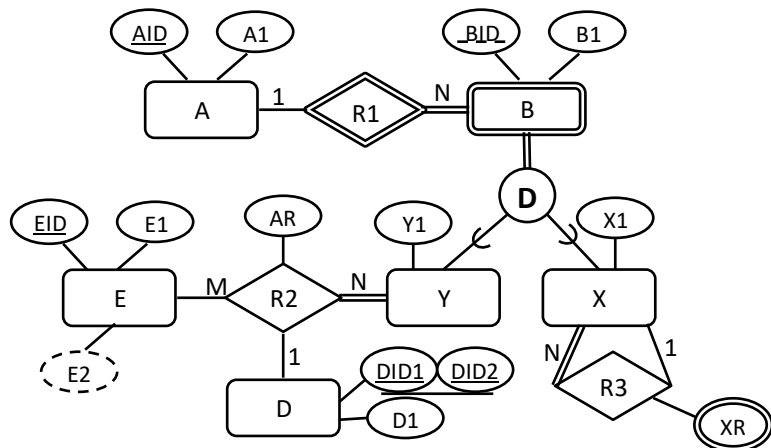 AID A1 BID B1
A 1 R1 N B
D
EID E1 AR Y1 X1
E M R2 N Y X
E2 1 N 1
DID1 DID2 R3
D D1 XR